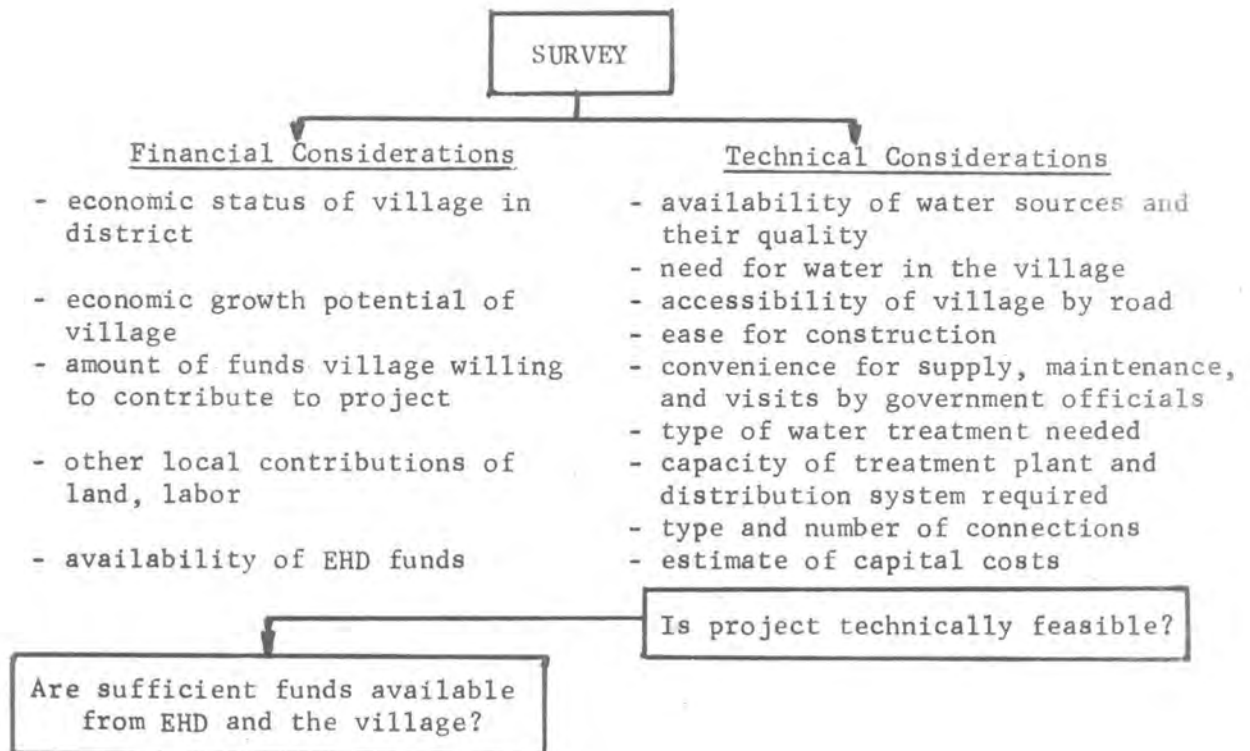 SURVEY
Financial Considerations
- economic status of village in
district
- economic growth potential of
village
- amount of funds village willing
to contribute to project
- other local contributions of
land, labor
- availability of EHD funds
Technical Considerations
- availability of water sources and
their quality
- need for water in the village
- accessibility of village by road
- ease for construction
- convenience for supply, maintenance,
and visits by government officials
- type of water treatment needed
- capacity of treatment plant and
distribution system required
- type and number of connections
- estimate of capital costs
Is project technically feasible?
Are sufficient funds available
from EHD and the village?